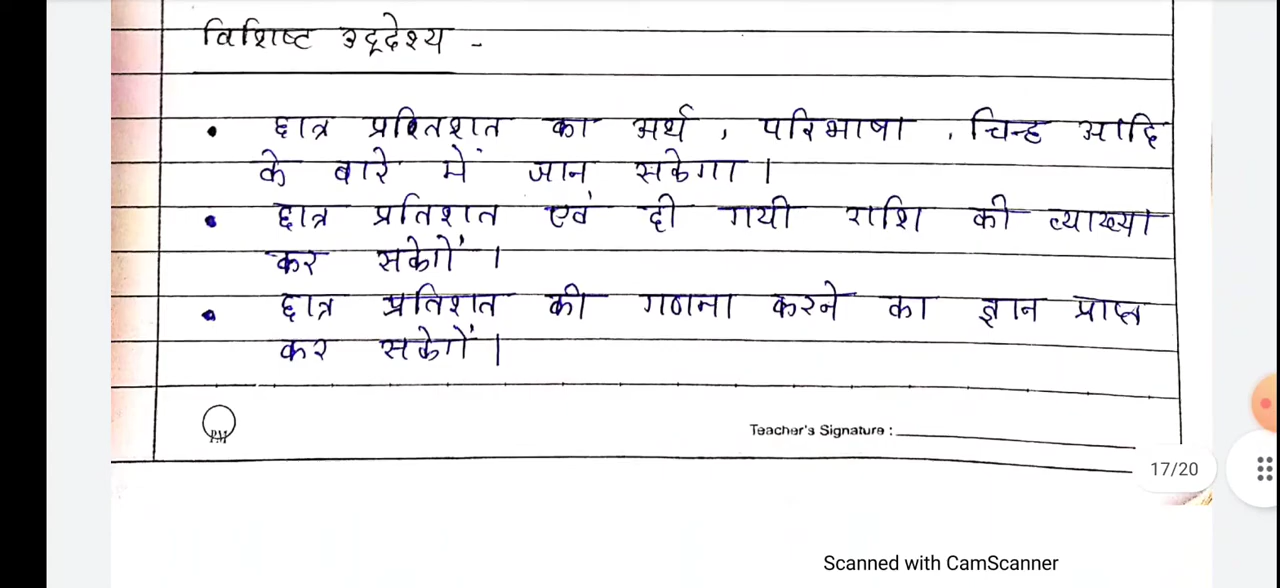 विशिष्ट उद्देश्य -
• छात्र प्रतिशत का अर्थ, परिभाषा, चिन्ह आदि
के बारे में जान सकेगा।
• छात्र प्रतिशत एवं दी गयी राशि की व्याख्या
कर सकेगों।
• छात्र प्रतिशत की गणना करने का ज्ञान प्राप्त
कर सकेगों।
P.M
Teacher's Signature :
17/20
Scanned with CamScanner